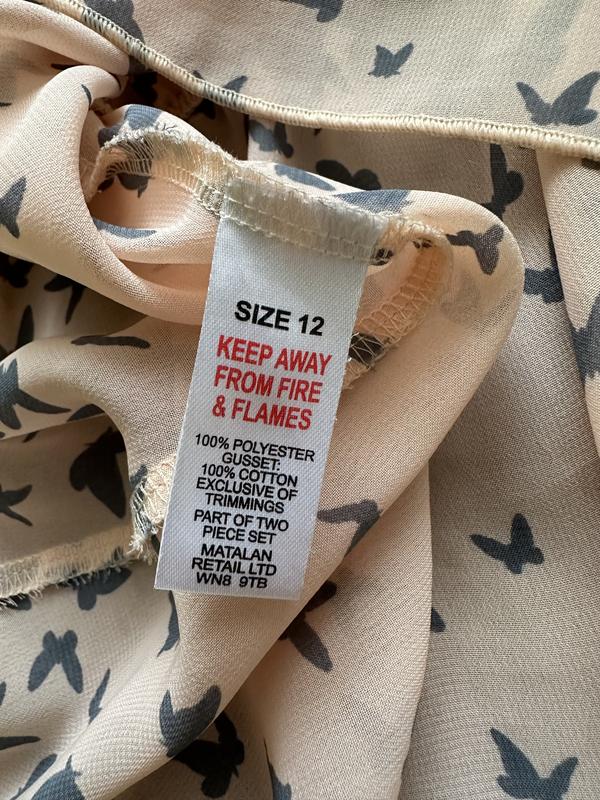 SIZE 12
KEEP AWAY
FROM FIRE
& FLAMES
100% POLYESTER
GUSSET:
100% COTTON
EXCLUSIVE OF
TRIMMINGS
PART OF TWO
PIECE SET
MATALAN
RETAIL LTD
WN8 9TB